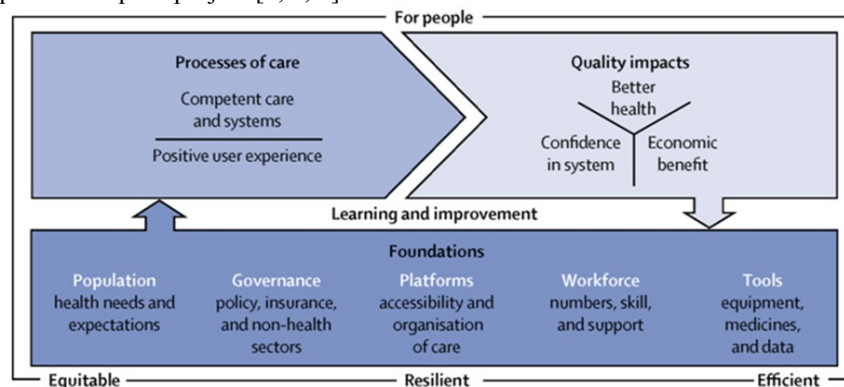 For people
Processes of care
Competent care
and systems
Positive user experience
Quality impacts
Better
health
Confidence
in system
Economic
benefit
Learning and improvement
Foundations
Population
health needs and
expectations
Governance
policy, insurance,
and non-health
sectors
Platforms
accessibility and
organisation
of care
Workforce
numbers, skill,
and support
Tools
equipment,
medicines,
and data
Equitable
Resilient
Efficient